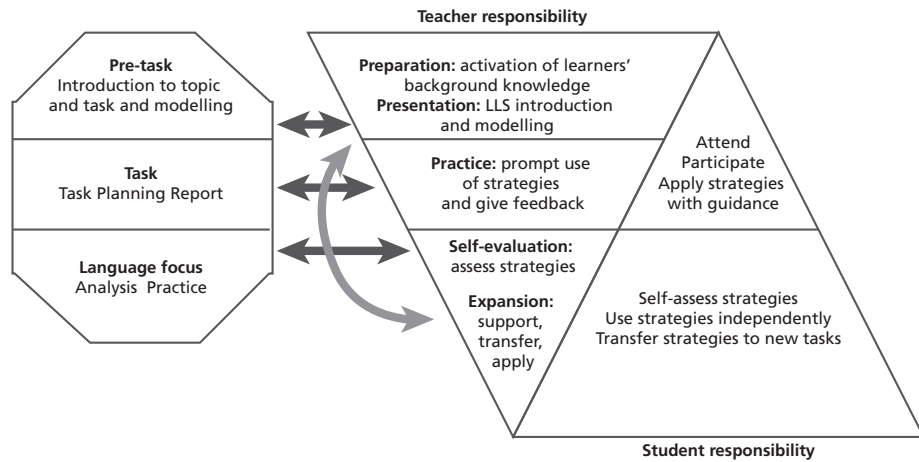 Teacher responsibility
Pre-task
Introduction to topic
and task and modelling
Task
Task Planning Report
Language focus
Analysis  Practice
Preparation: activation of learners’
background knowledge
Presentation: LLS introduction
and modelling
Practice: prompt use
of strategies
and give feedback
Self-evaluation:
assess strategies
Expansion:
support,
transfer,
apply
Attend
Participate
Apply strategies
with guidance
Self-assess strategies
Use strategies independently
Transfer strategies to new tasks
Student responsibility